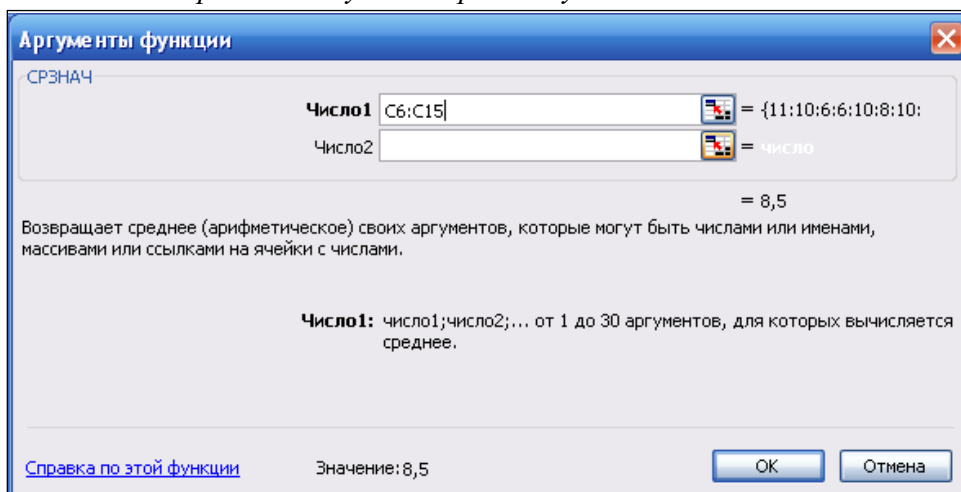 Аргументы функции
СРЗНАЧ
Число1 C6:C15 = {11:10:6:6:10:8:10:
Число2 = число
= 8,5
Возвращает среднее (арифметическое) своих аргументов, которые могут быть числами или именами,
массивами или ссылками на ячейки с числами.
Число1: число1;число2;... от 1 до 30 аргументов, для которых вычисляется
среднее.
Справка по этой функции Значение:8,5 ОК Отмена